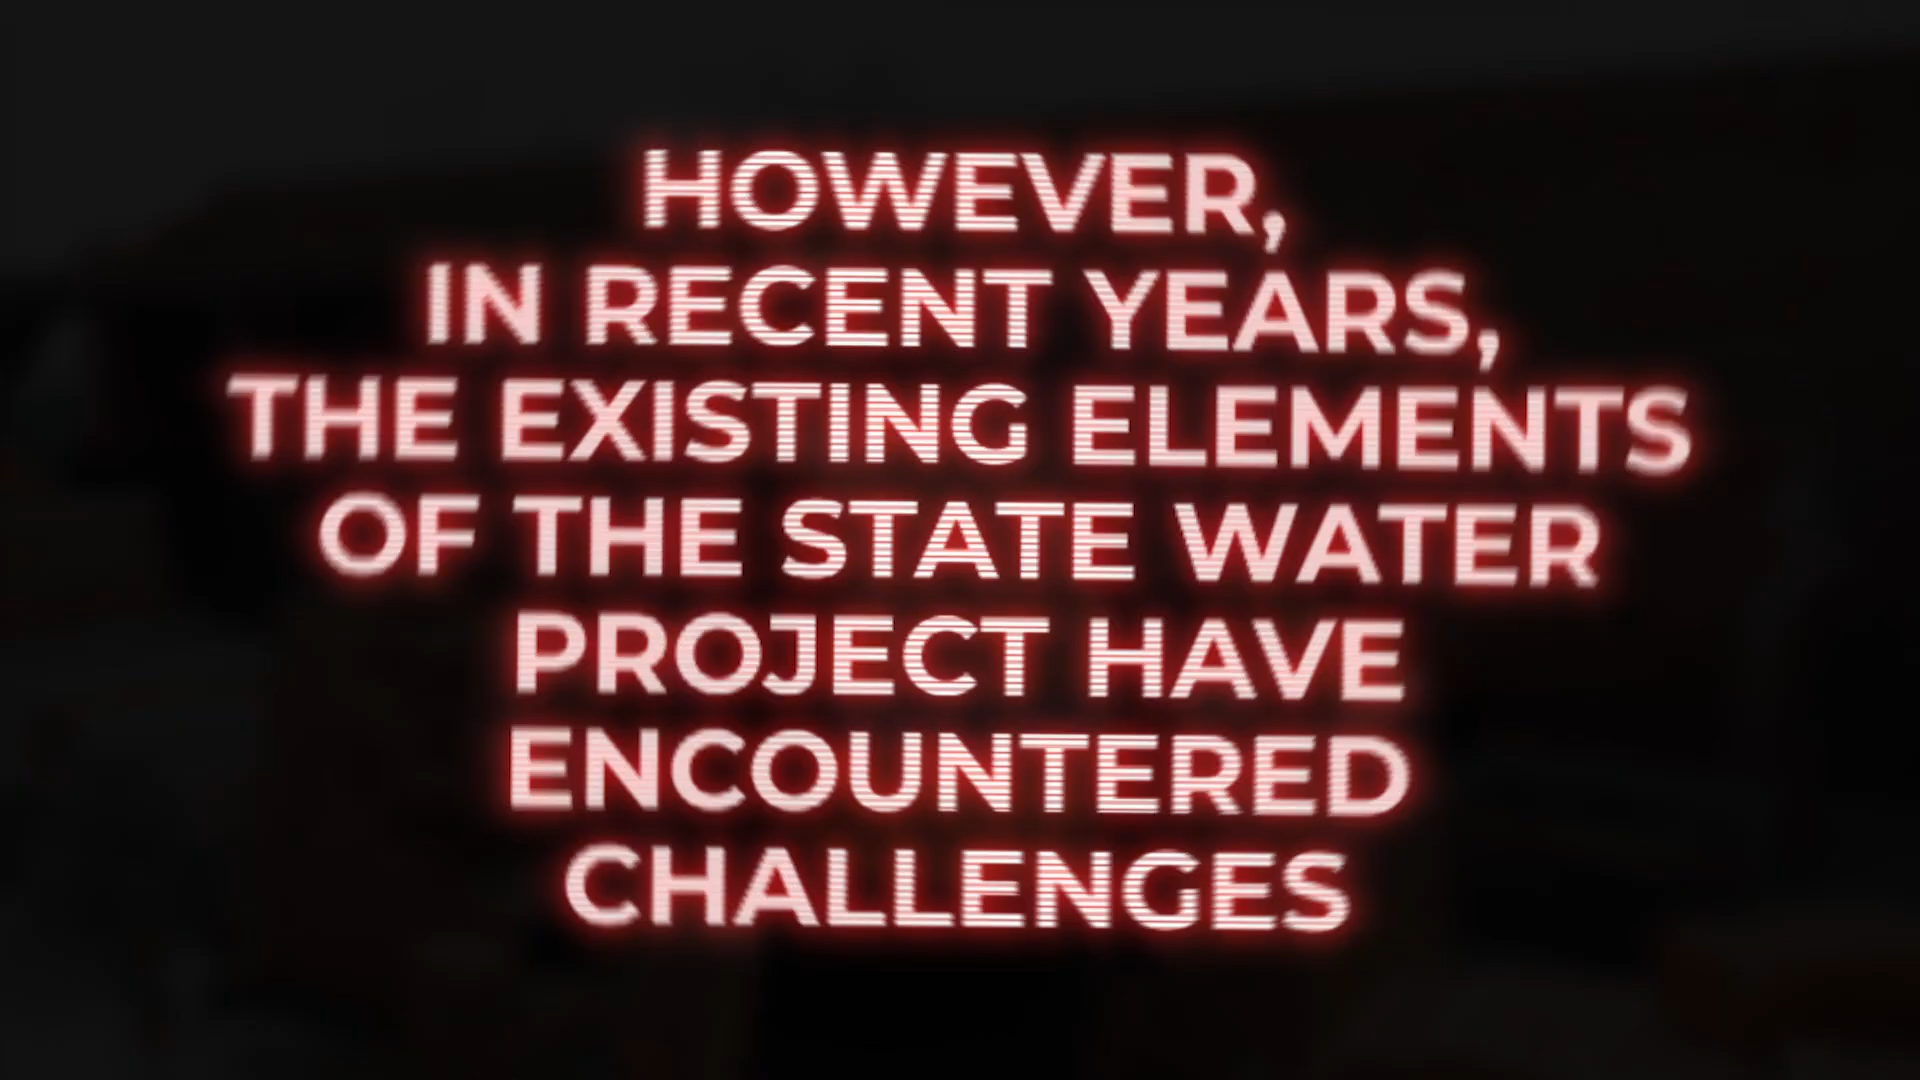 HOWEVER,
IN RECENT YEARS,
THE EXISTING ELEMENTS
OF THE STATE WATER
PROJECT HAVE
ENCOUNTERED
CHALLENGES